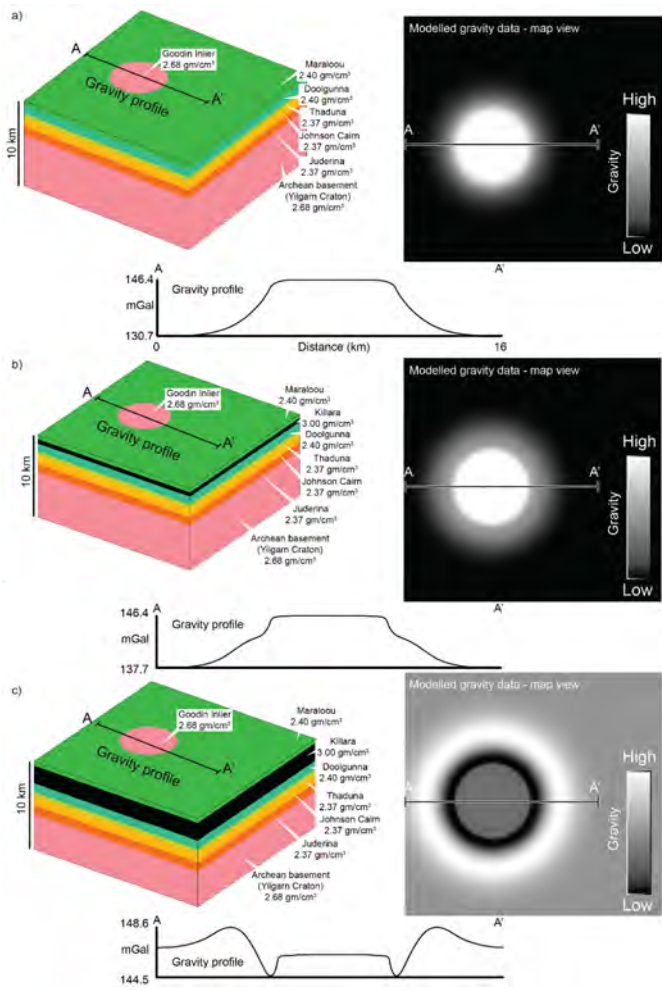 a)
A
Goodin Inlier
2.68 gm/cm³
Gravity profile
A'
Maraloou
2.40 gm/cm³
Doolgunna
2.40 gm/cm³
Thaduna
2.37 gm/cm³
Johnson Cairn
2.37 gm/cm³
Juderina
2.37 gm/cm³
Archean basement
(Yilgarn Craton)
2.68 gm/cm³
10 km
Modelled gravity data - map view
A
A'
High
Gravity
Low
A
A'
146.4
mGal
130.7
Gravity profile
0
Distance (km)
16
b)
A
Goodin Inlier
2.68 gm/cm³
Gravity profile
A'
Maraloou
2.40 gm/cm³
Killara
3.00 gm/cm³
Doolgunna
2.40 gm/cm³
Thaduna
2.37 gm/cm³
Johnson Cairn
2.37 gm/cm³
Juderina
2.37 gm/cm³
Archean basement
(Yilgarn Craton)
2.68 gm/cm³
10 km
Modelled gravity data - map view
A
A'
High
Gravity
Low
A
A'
146.4
mGal
137.7
Gravity profile
c)
A
Goodin Inlier
2.68 gm/cm³
Gravity profile
A'
Maraloou
2.40 gm/cm³
Killara
3.00 gm/cm³
Doolgunna
2.40 gm/cm³
Thaduna
2.37 gm/cm³
Johnson Cairn
2.37 gm/cm³
Juderina
2.37 gm/cm³
Archean basement
(Yilgarn Craton)
2.68 gm/cm³
10 km
Modelled gravity data - map view
A
A'
High
Gravity
Low
A
A'
148.6
mGal
144.5
Gravity profile